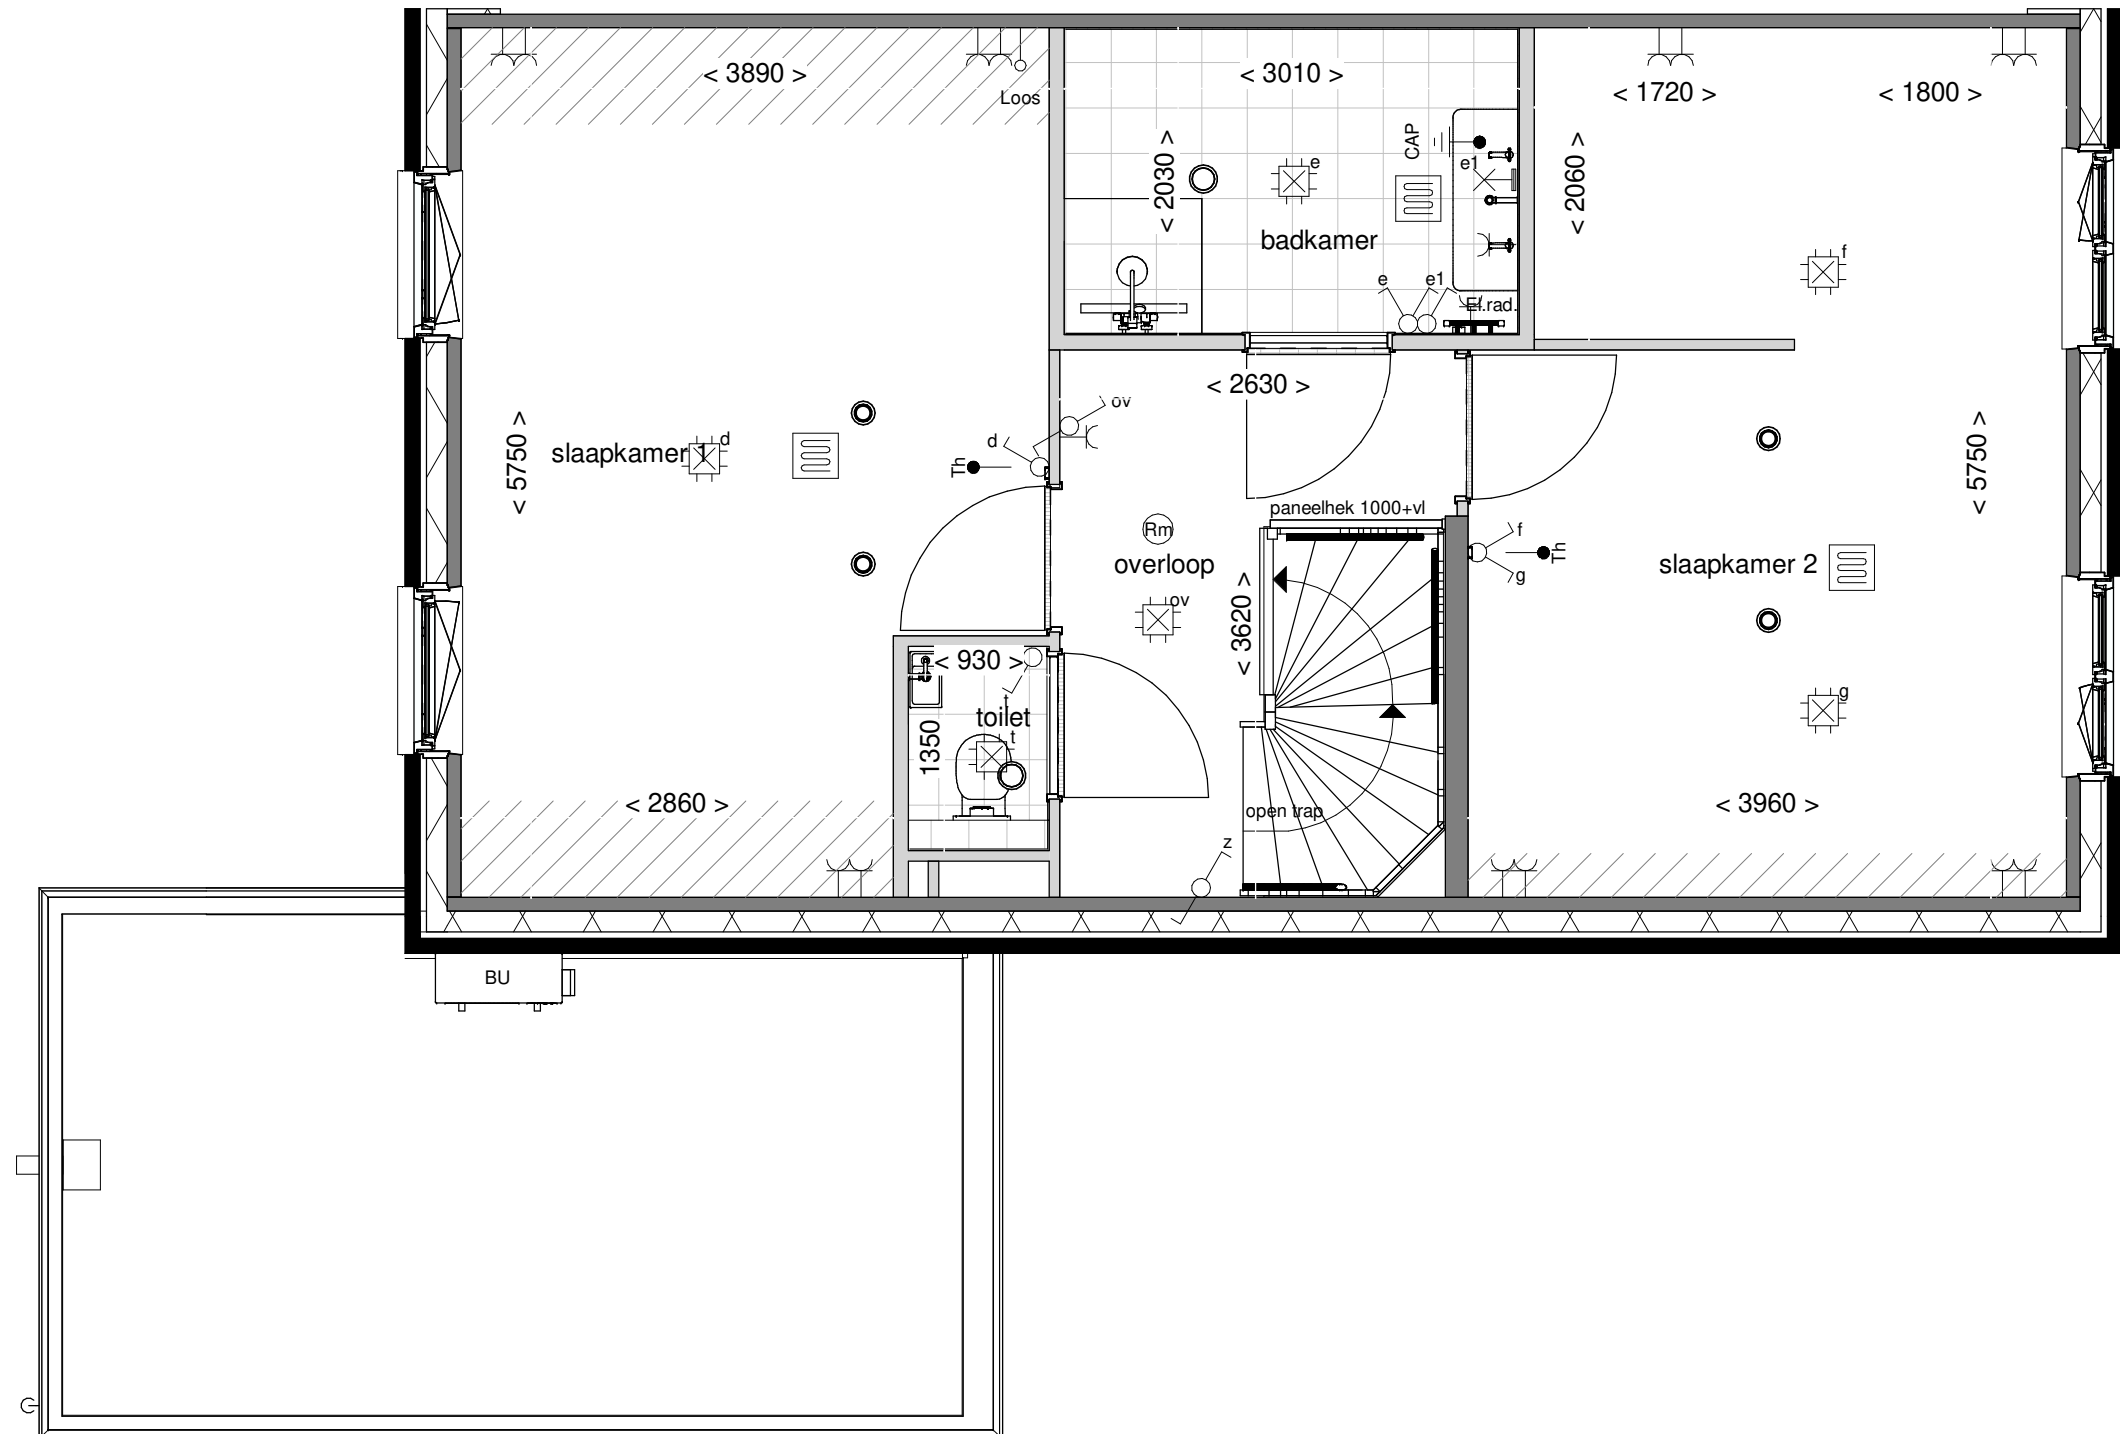 < 3890 >
< 3010 >
< 1720 >
< 1800 >
Loos
CAP
< 2030 >
e
e1
< 2060 >
badkamer
f
e
e1
El.rad.
< 2630 >
ov
d
Th
< 5750 >
slaapkamer 1
d
< 5750 >
paneelhek 1000+vl
Rm
overloop
f
g
Th
slaapkamer 2
ov
< 3620 >
< 930 >
t
toilet
t
1350
g
< 2860 >
open trap
< 3960 >
z
BU